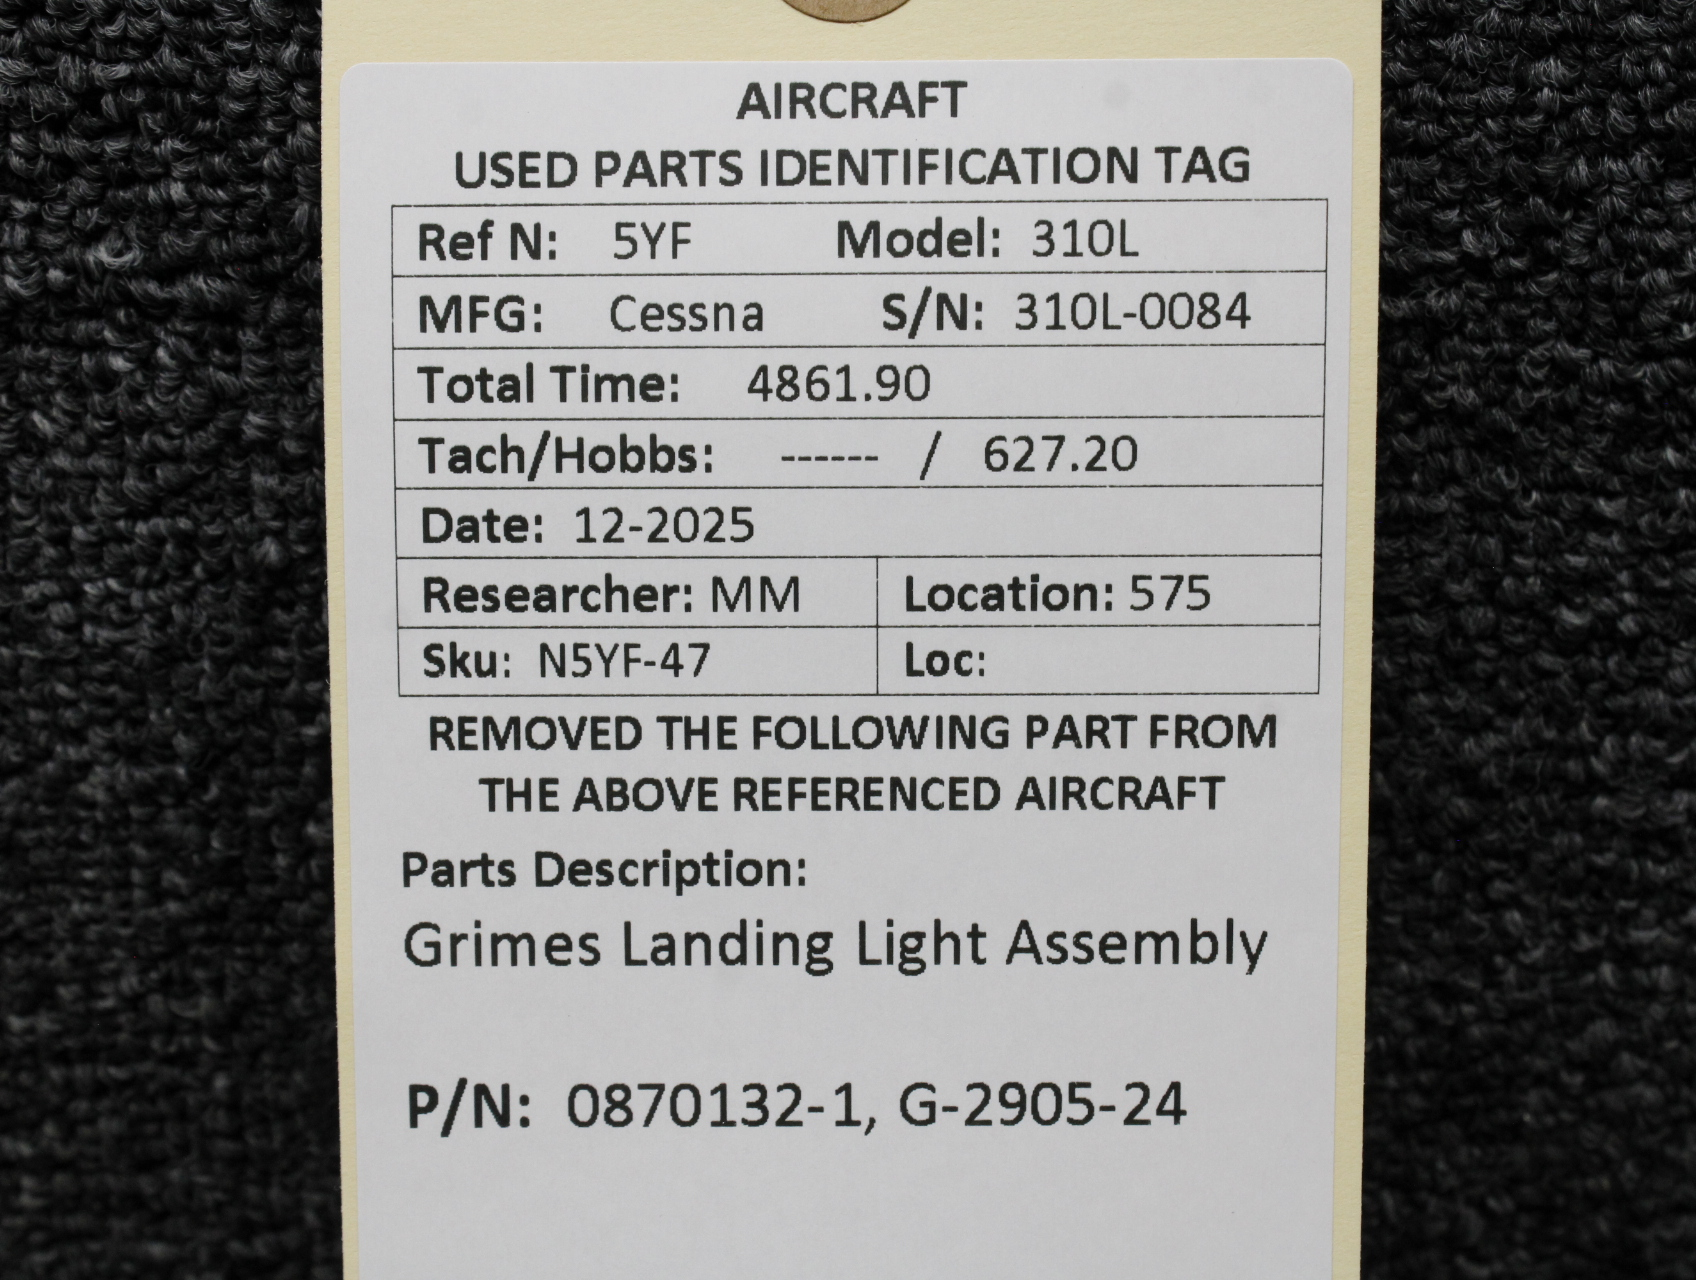 AIRCRAFT
USED PARTS IDENTIFICATION TAG
Ref N: 5YF Model: 310L
MFG: Cessna S/N: 310L-0084
Total Time: 4861.90
Tach/Hobbs: ------ / 627.20
Date: 12-2025
Researcher: MM Location: 575
Sku: N5YF-47 Loc:
REMOVED THE FOLLOWING PART FROM
THE ABOVE REFERENCED AIRCRAFT
Parts Description:
Grimes Landing Light Assembly
P/N: 0870132-1, G-2905-24